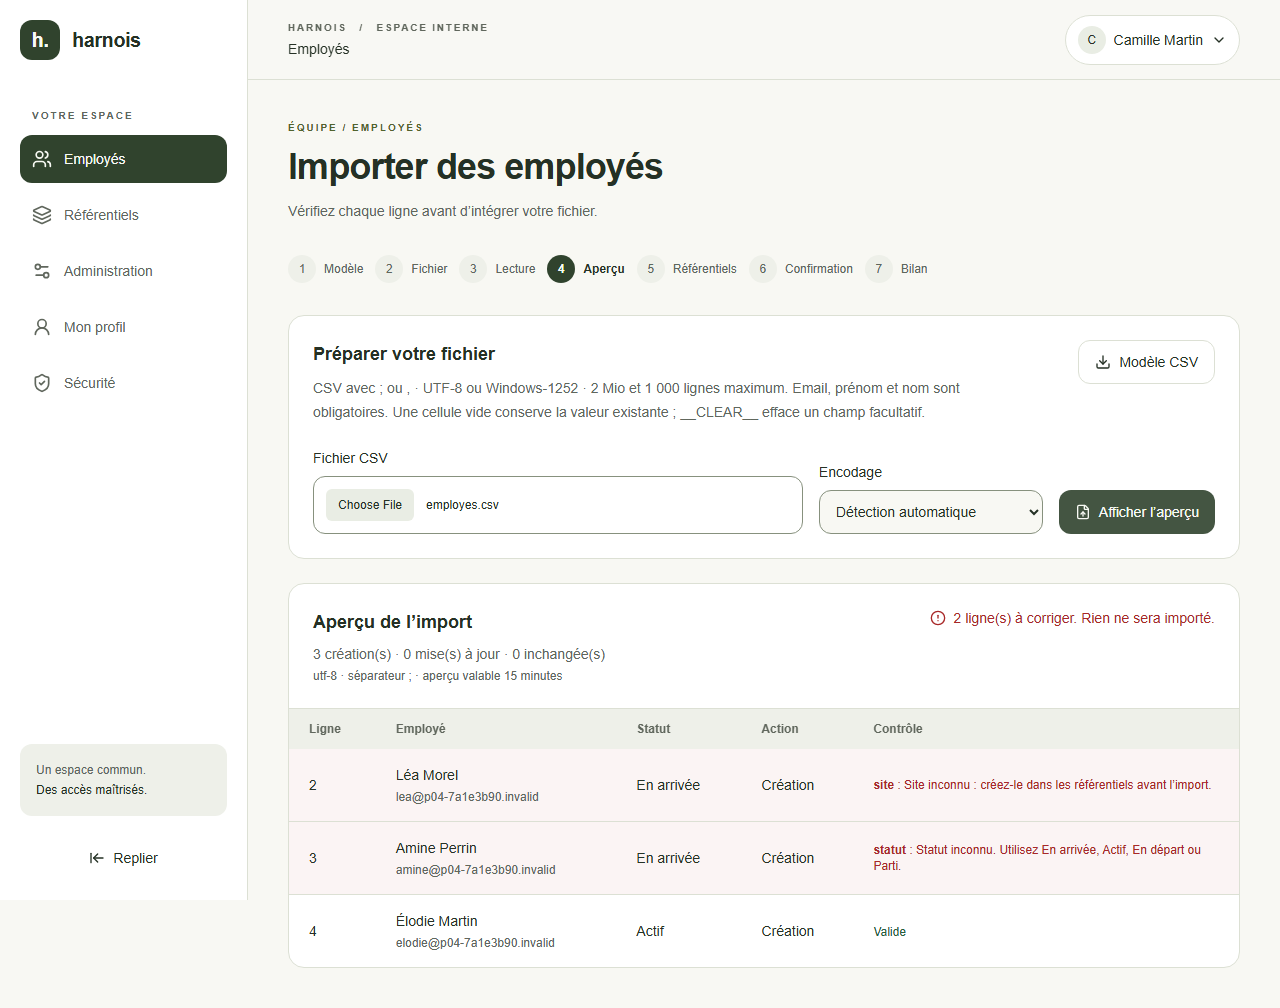 h. harnois
HARNOIS / ESPACE INTERNE
Employés
C Camille Martin
VOTRE ESPACE
Employés
Référentiels
Administration
Mon profil
Sécurité
Un espace commun.
Des accès maîtrisés.
Replier
ÉQUIPE / EMPLOYÉS
Importer des employés
Vérifiez chaque ligne avant d’intégrer votre fichier.
1 Modèle 2 Fichier 3 Lecture 4 Aperçu 5 Référentiels 6 Confirmation 7 Bilan
Préparer votre fichier
Modèle CSV
CSV avec ; ou , · UTF-8 ou Windows-1252 · 2 Mio et 1 000 lignes maximum. Email, prénom et nom sont
obligatoires. Une cellule vide conserve la valeur existante ; __CLEAR__ efface un champ facultatif.
Fichier CSV
Choose File employes.csv
Encodage
Détection automatique
Afficher l’aperçu
Aperçu de l’import
2 ligne(s) à corriger. Rien ne sera importé.
3 création(s) · 0 mise(s) à jour · 0 inchangée(s)
utf-8 · séparateur ; · aperçu valable 15 minutes
Ligne Employé Statut Action Contrôle
2 Léa Morel En arrivée Création site : Site inconnu : créez-le dans les référentiels avant l’import.
lea@p04-7a1e3b90.invalid
3 Amine Perrin En arrivée Création statut : Statut inconnu. Utilisez En arrivée, Actif, En départ ou
Parti.
amine@p04-7a1e3b90.invalid
4 Élodie Martin Actif Création Valide
elodie@p04-7a1e3b90.invalid